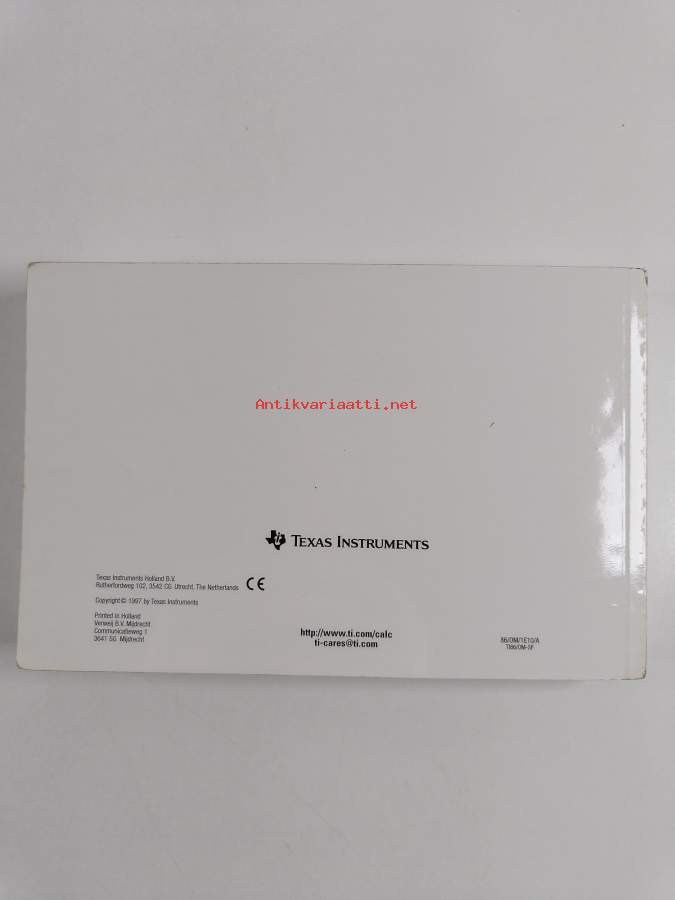 Antikvariaatti.net
TEXAS INSTRUMENTS
Texas Instruments Holland B.V.
Rutherfordweg 102, 3542 CG Utrecht, The Netherlands
CE
Copyright © 1997 by Texas Instruments
Printed in Holland
Verweij B.V. Mijdrecht
Communicatieweg 1
3641 SG Mijdrecht
http://www.ti.com/calc
ti-cares@ti.com
86/OM/1E10/A
TI86/OM-SF